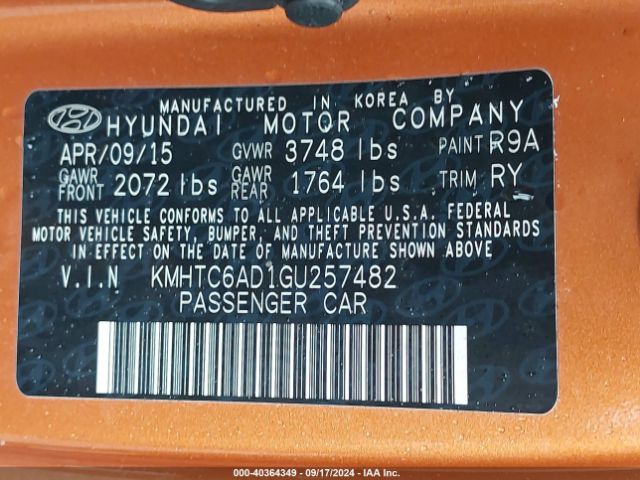 MANUFACTURED IN KOREA BY
HYUNDAI MOTOR COMPANY
APR/09/15 GVWR 3748 lbs PAINT R9A
GAWR FRONT 2072 lbs GAWR REAR 1764 lbs TRIM RY
THIS VEHICLE CONFORMS TO ALL APPLICABLE U.S.A. FEDERAL
MOTOR VEHICLE SAFETY, BUMPER, AND THEFT PREVENTION STANDARDS
IN EFFECT ON THE DATE OF MANUFACTURE SHOWN ABOVE
V.I.N KMHTC6AD1GU257482
PASSENGER CAR
000-40364349 - 09/17/2024 - IAA Inc.